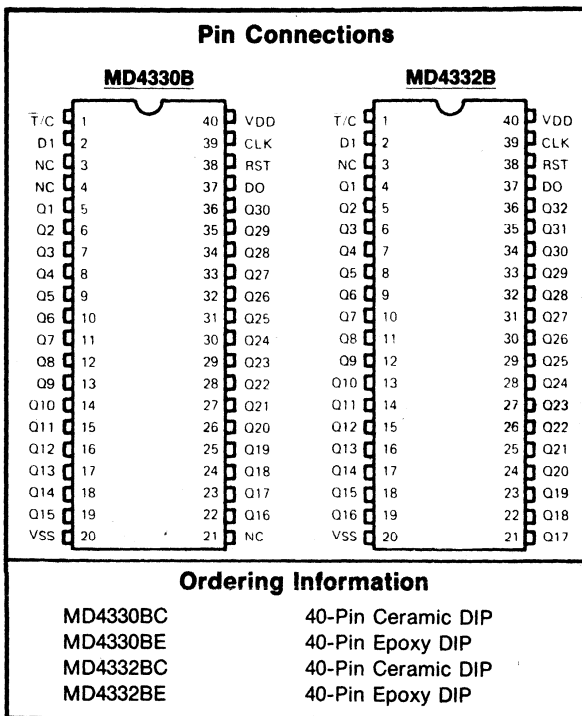 Pin Connections
MD4330B MD4332B
T̅/C 1 40 VDD T̅/C 1 40 VDD
D1 2 39 CLK D1 2 39 CLK
NC 3 38 RST NC 3 38 RST
NC 4 37 DO Q1 4 37 DO
Q1 5 36 Q30 Q2 5 36 Q32
Q2 6 35 Q29 Q3 6 35 Q31
Q3 7 34 Q28 Q4 7 34 Q30
Q4 8 33 Q27 Q5 8 33 Q29
Q5 9 32 Q26 Q6 9 32 Q28
Q6 10 31 Q25 Q7 10 31 Q27
Q7 11 30 Q24 Q8 11 30 Q26
Q8 12 29 Q23 Q9 12 29 Q25
Q9 13 28 Q22 Q10 13 28 Q24
Q10 14 27 Q21 Q11 14 27 Q23
Q11 15 26 Q20 Q12 15 26 Q22
Q12 16 25 Q19 Q13 16 25 Q21
Q13 17 24 Q18 Q14 17 24 Q20
Q14 18 23 Q17 Q15 18 23 Q19
Q15 19 22 Q16 Q16 19 22 Q18
VSS 20 21 NC VSS 20 21 Q17
Ordering Information
MD4330BC 40-Pin Ceramic DIP
MD4330BE 40-Pin Epoxy DIP
MD4332BC 40-Pin Ceramic DIP
MD4332BE 40-Pin Epoxy DIP